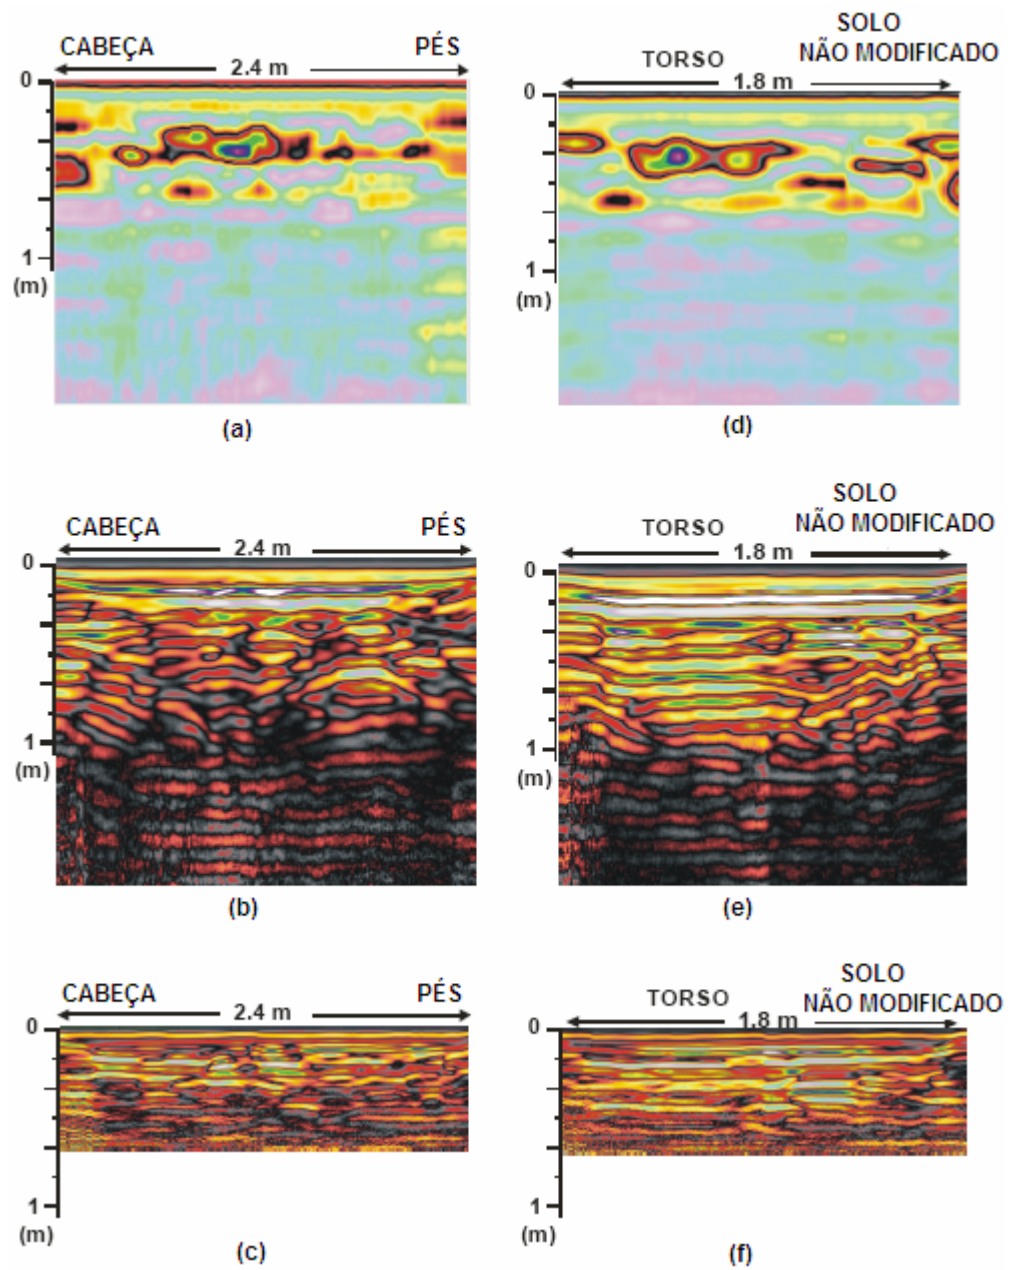 CABEÇA PÉS
2.4 m
0
1
(m)
(a)
SOLO
NÃO MODIFICADO
TORSO
1.8 m
0
1
(m)
(d)
CABEÇA PÉS
2.4 m
0
1
(m)
(b)
SOLO
NÃO MODIFICADO
TORSO
1.8 m
0
1
(m)
(e)
CABEÇA PÉS
2.4 m
0
1
(m)
(c)
SOLO
NÃO MODIFICADO
TORSO
1.8 m
0
1
(m)
(f)